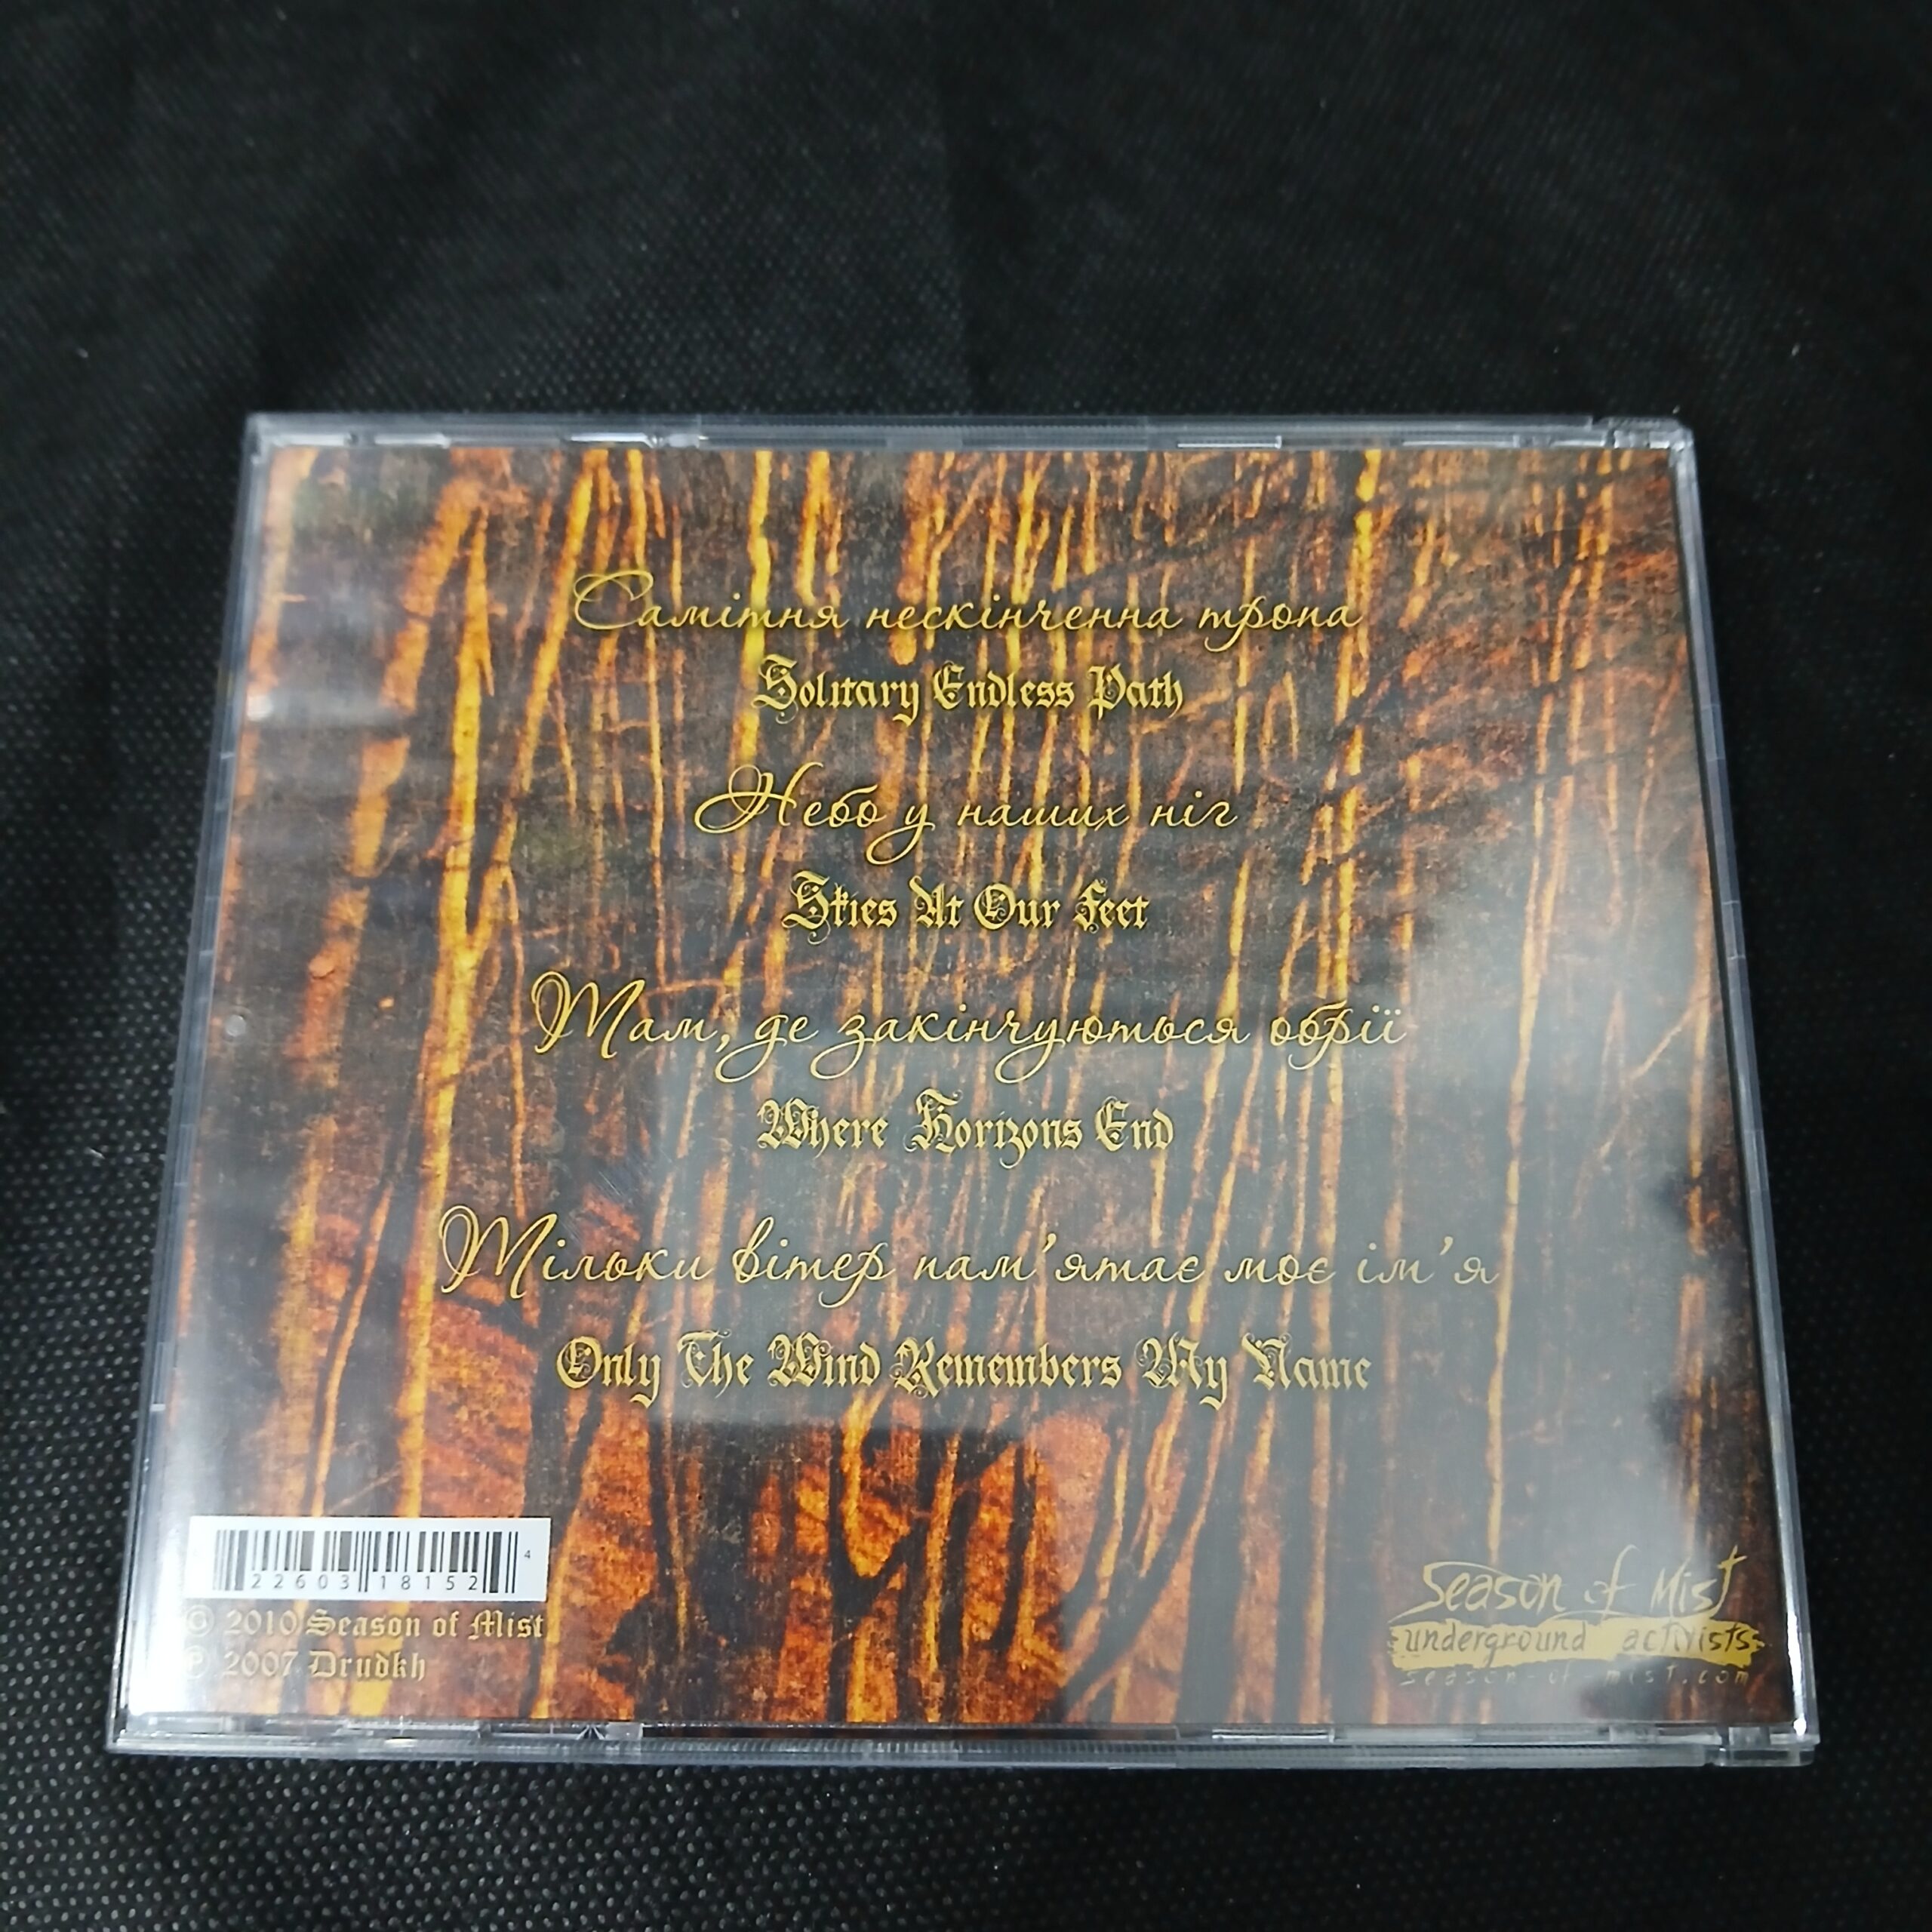 Самітня нескінченна тропа
Solitary Endless Path
Небо у наших ніг
Skies At Our Feet
Там, де закінчуються обрії
Where Horizons End
Тільки вітер пам'ятає моє ім'я
Only The Wind Remembers My Name
22603 18152 4
© 2010 Season of Mist
℗ 2007 Drudkh
season of mist
underground activists
season-of-mist.com